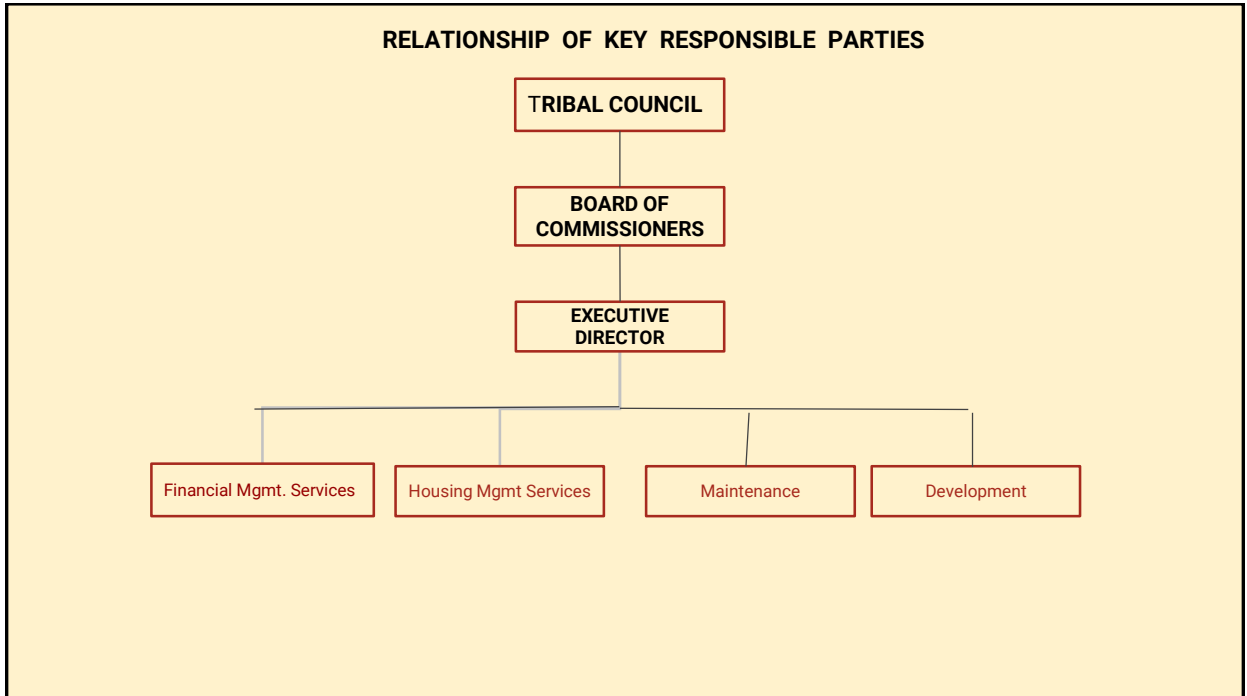 RELATIONSHIP OF KEY RESPONSIBLE PARTIES
TRIBAL COUNCIL
BOARD OF
COMMISSIONERS
EXECUTIVE
DIRECTOR
Financial Mgmt. Services
Housing Mgmt Services
Maintenance
Development